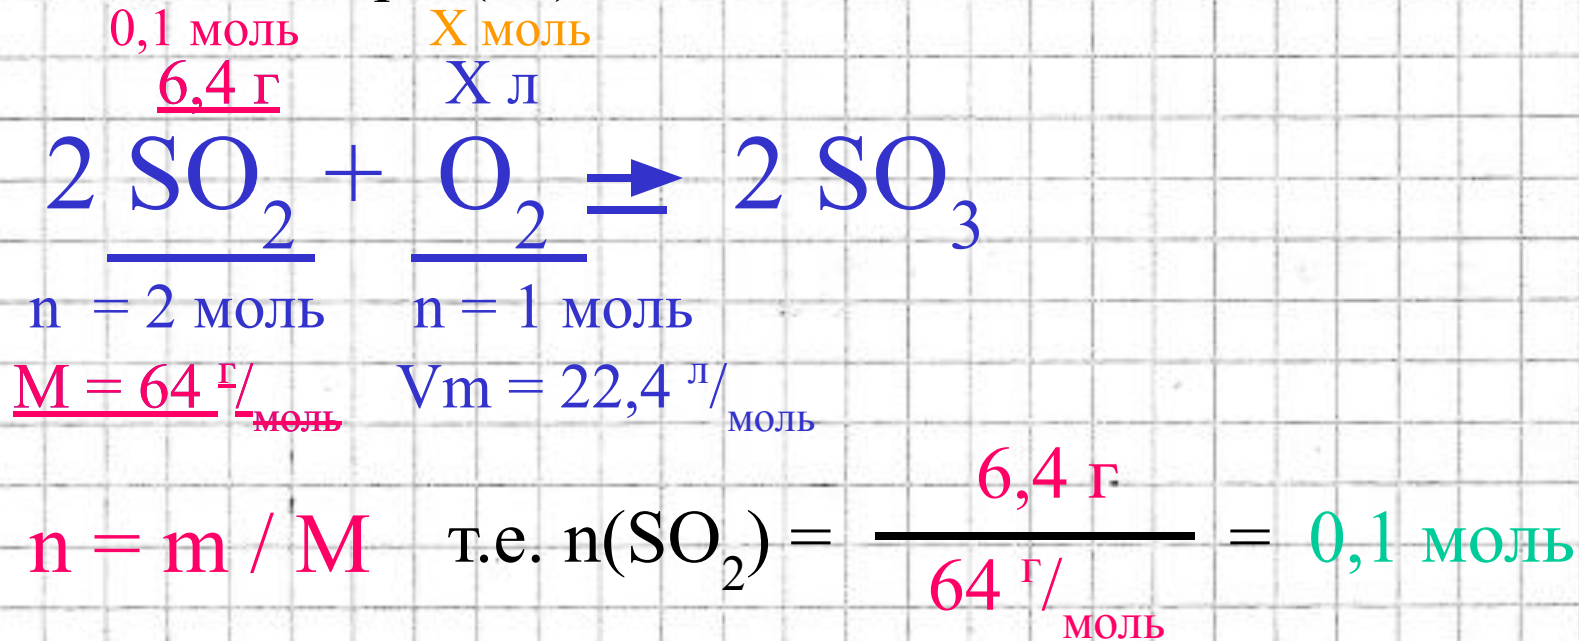 0,1 моль X моль
6,4 г X л
2 SO2 + O2 ⇒ 2 SO3
n = 2 моль n = 1 моль
M = 64 г/моль Vm = 22,4 л/моль
6,4 г
n = m / M т.е. n(SO2) = = 0,1 моль
64 г/моль